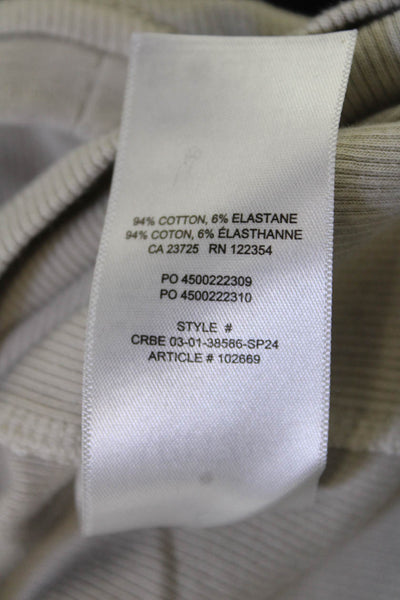 94% COTTON, 6% ELASTANE
94% COTON, 6% ÉLASTHANNE
CA 23725 RN 122354
PO 4500222309
PO 4500222310
STYLE #
CRBE 03-01-38586-SP24
ARTICLE # 102669